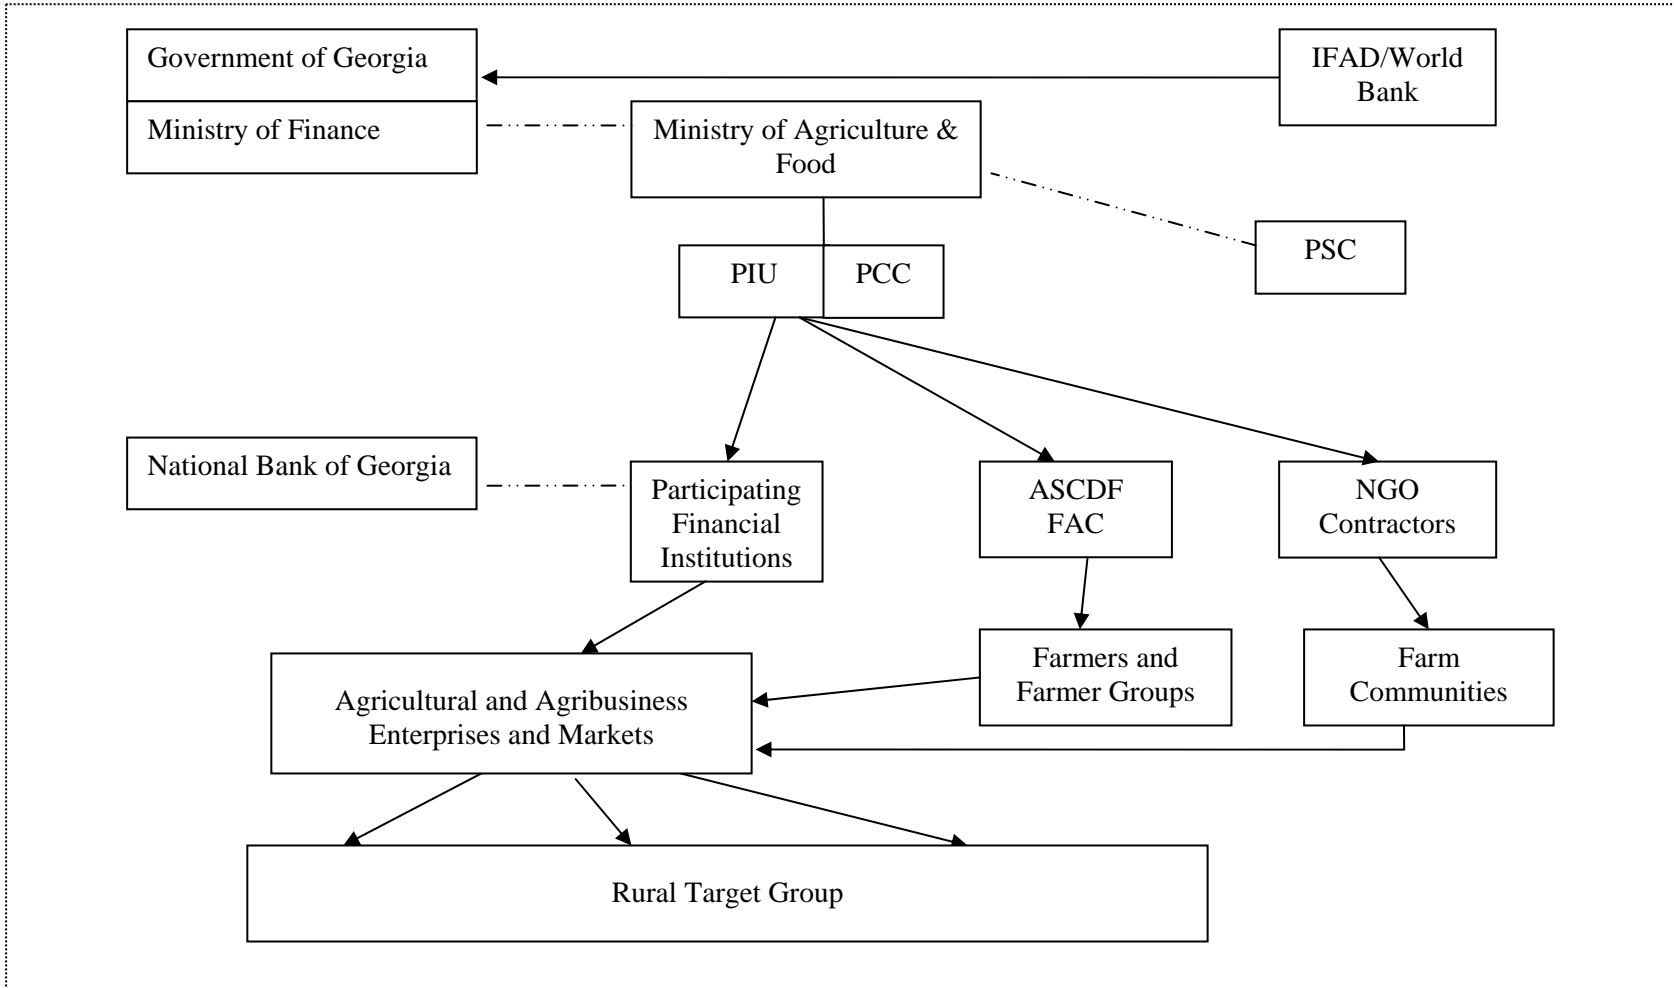 Government of Georgia
IFAD/World
Bank
Ministry of Finance
Ministry of Agriculture &
Food
PSC
PIU
PCC
National Bank of Georgia
Participating
Financial
Institutions
ASCDF
FAC
NGO
Contractors
Agricultural and Agribusiness
Enterprises and Markets
Farmers and
Farmer Groups
Farm
Communities
Rural Target Group